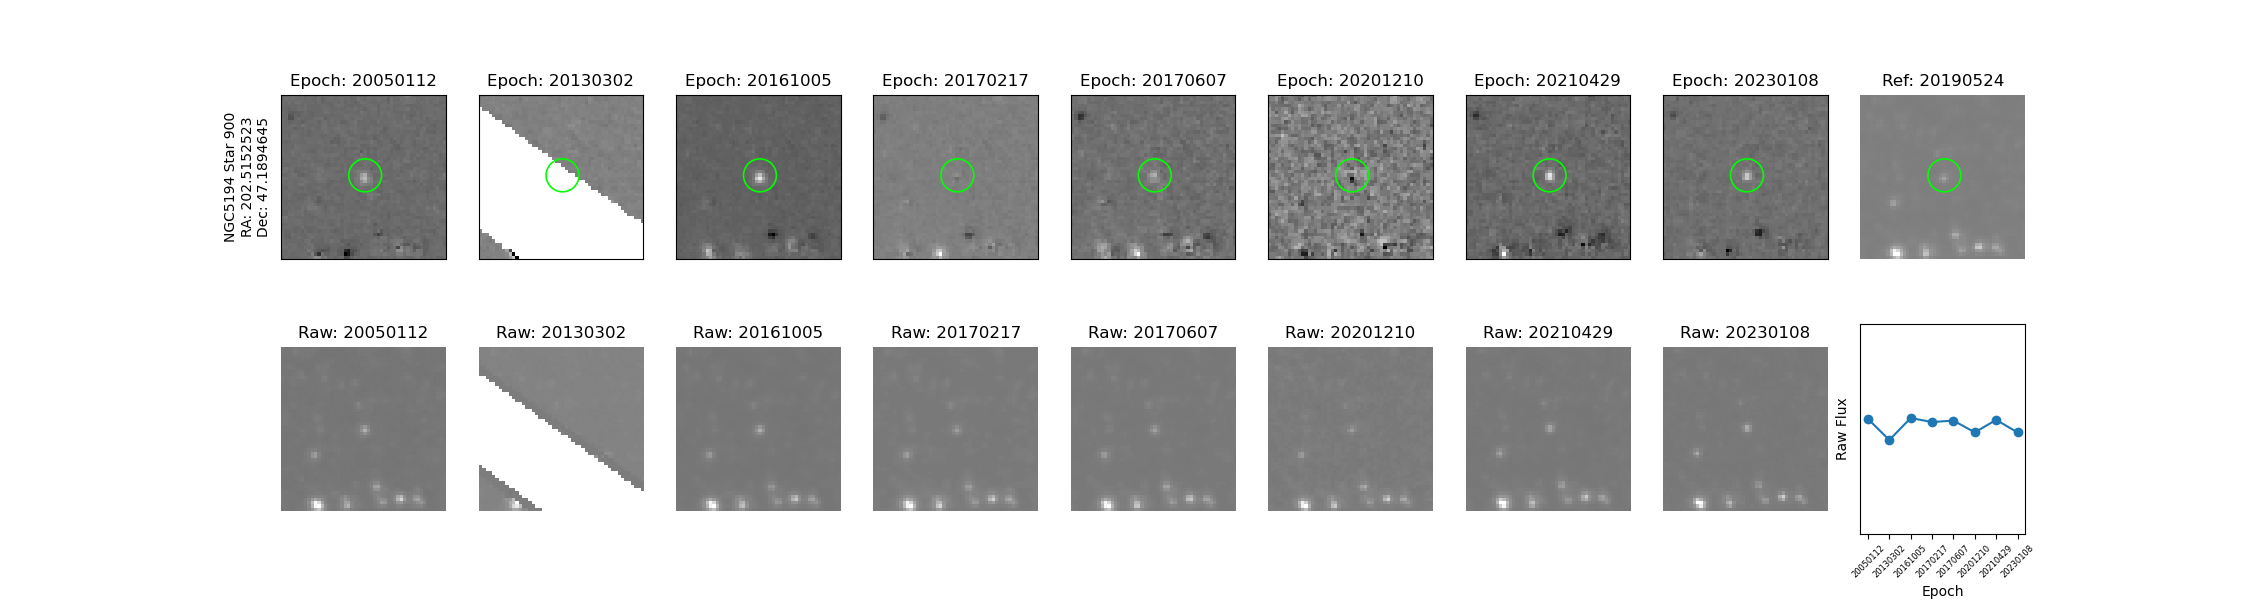 NGC5194 Star 900
RA: 202.5152523
Dec: 47.1894645
Epoch: 20050112
Epoch: 20130302
Epoch: 20161005
Epoch: 20170217
Epoch: 20170607
Epoch: 20201210
Epoch: 20210429
Epoch: 20230108
Ref: 20190524
Raw: 20050112
Raw: 20130302
Raw: 20161005
Raw: 20170217
Raw: 20170607
Raw: 20201210
Raw: 20210429
Raw: 20230108
Raw Flux
20050112
20130302
20161005
20170217
20170607
20201210
20210429
20230108
Epoch